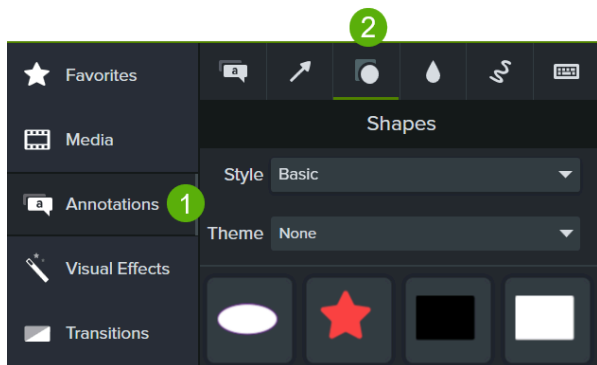 2
Favorites
Media
Annotations 1
Visual Effects
Transitions
a
a
Shapes
Style Basic
Theme None